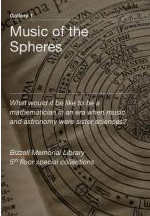 Gallery 1
Music of the
Spheres
What would it be like to be a
mathematician in an era when music
and astronomy were sister sciences?
Bizzell Memorial Library
5th floor special collections